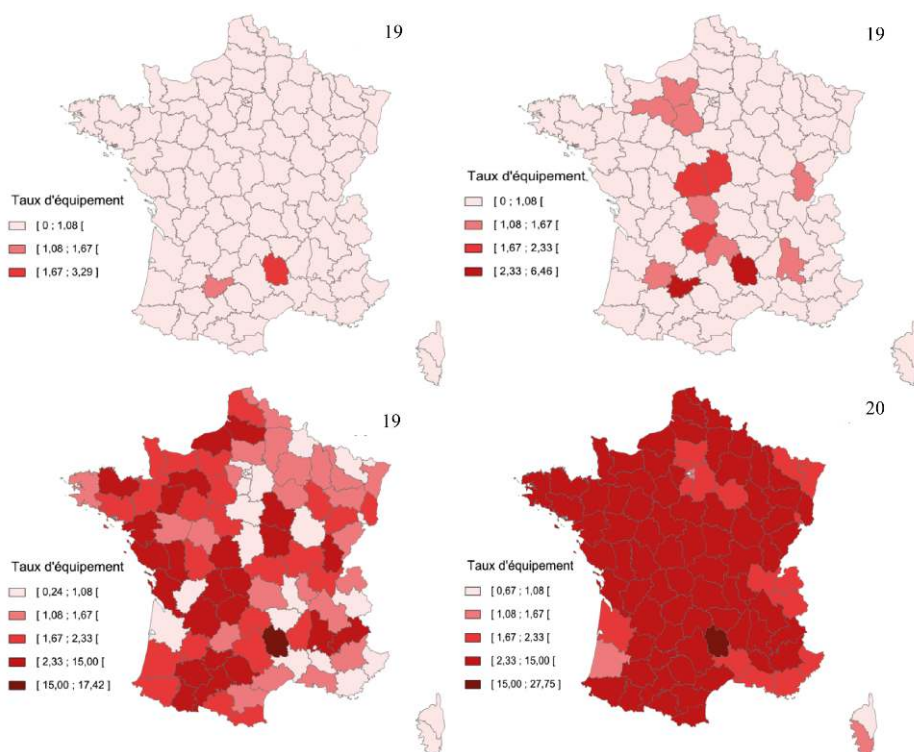 19
Taux d'équipement
[ 0 ; 1,08 [
[ 1,08 ; 1,67 [
[ 1,67 ; 3,29 ]
19
Taux d'équipement
[ 0 ; 1,08 [
[ 1,08 ; 1,67 [
[ 1,67 ; 2,33 [
[ 2,33 ; 6,46 ]
19
Taux d'équipement
[ 0,24 ; 1,08 [
[ 1,08 ; 1,67 [
[ 1,67 ; 2,33 [
[ 2,33 ; 15,00 [
[ 15,00 ; 17,42 ]
20
Taux d'équipement
[ 0,67 ; 1,08 [
[ 1,08 ; 1,67 [
[ 1,67 ; 2,33 [
[ 2,33 ; 15,00 [
[ 15,00 ; 27,75 ]